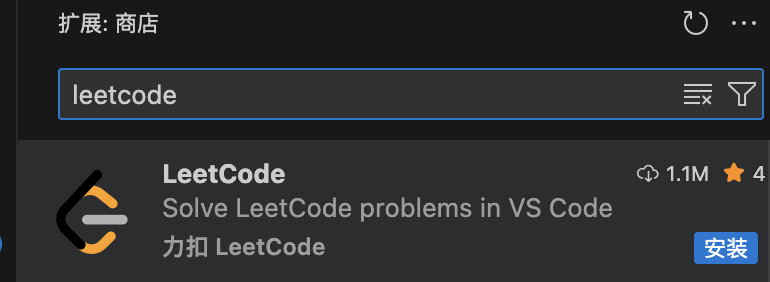 扩展: 商店
leetcode
LeetCode 1.1M 4
Solve LeetCode problems in VS Code
力扣 LeetCode 安装